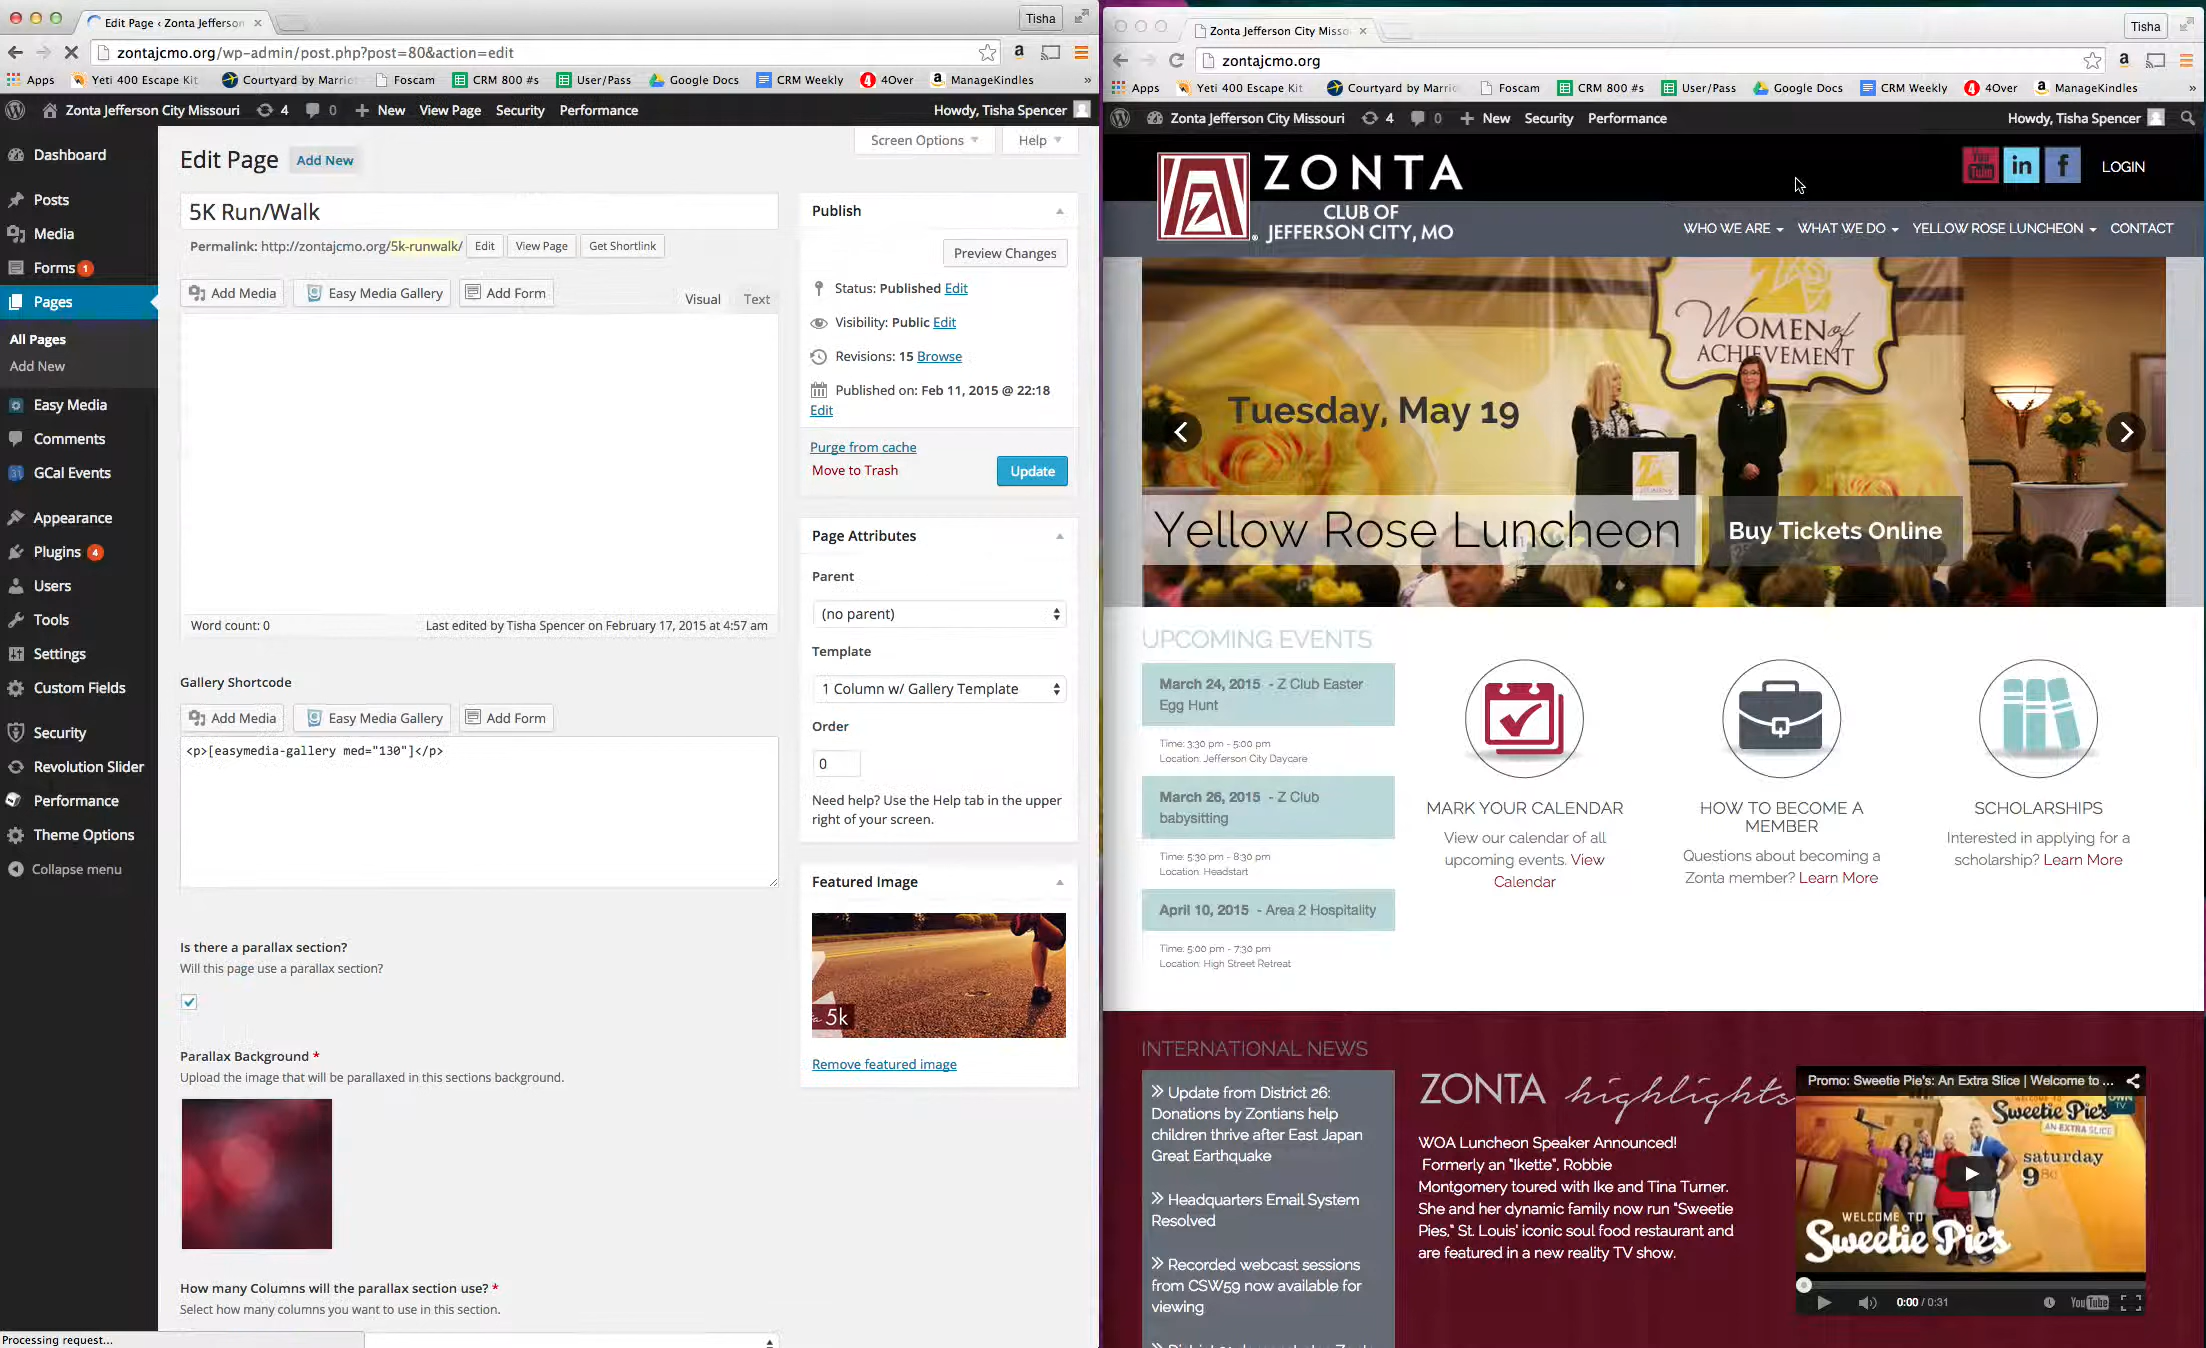 Edit Page ‹ Zonta Jefferson
Tisha
zontajcmo.org/wp-admin/post.php?post=80&action=edit
Apps Yeti 400 Escape Kit Courtyard by Marrio Foscam CRM 800 #s User/Pass Google Docs CRM Weekly 4Over ManageKindles »
Zonta Jefferson City Missouri 4 0 New View Page Security Performance Howdy, Tisha Spencer
Dashboard
Posts
Media
Forms 1
Pages
All Pages
Add New
Easy Media
Comments
GCal Events
Appearance
Plugins 4
Users
Tools
Settings
Custom Fields
Security
Revolution Slider
Performance
Theme Options
Collapse menu
Processing request...
Screen Options Help
Edit Page Add New
5K Run/Walk
Permalink: http://zontajcmo.org/5k-runwalk/ Edit View Page Get Shortlink
Add Media Easy Media Gallery Add Form Visual Text
Word count: 0 Last edited by Tisha Spencer on February 17, 2015 at 4:57 am
Gallery Shortcode
Add Media Easy Media Gallery Add Form
<p>[easymedia-gallery med="130"]</p>
Is there a parallax section?
Will this page use a parallax section?
Parallax Background *
Upload the image that will be parallaxed in this sections background.
How many Columns will the parallax section use? *
Select how many columns you want to use in this section.
Publish
Preview Changes
Status: Published Edit
Visibility: Public Edit
Revisions: 15 Browse
Published on: Feb 11, 2015 @ 22:18
Edit
Purge from cache
Move to Trash Update
Page Attributes
Parent
(no parent)
Template
1 Column w/ Gallery Template
Order
0
Need help? Use the Help tab in the upper
right of your screen.
Featured Image
5k
Remove featured image
Zonta Jefferson City Misso
Tisha
zontajcmo.org
Apps Yeti 400 Escape Kit Courtyard by Marrio Foscam CRM 800 #s User/Pass Google Docs CRM Weekly 4Over ManageKindles »
Zonta Jefferson City Missouri 4 0 New Security Performance Howdy, Tisha Spencer
ZONTA
CLUB OF
JEFFERSON CITY, MO
You Tube in f LOGIN
WHO WE ARE WHAT WE DO YELLOW ROSE LUNCHEON CONTACT
WOMEN of
ACHIEVEMENT
Tuesday, May 19
Yellow Rose Luncheon Buy Tickets Online
UPCOMING EVENTS
March 24, 2015 - Z Club Easter
Egg Hunt
Time: 3:30 pm - 5:00 pm
Location: Jefferson City Daycare
March 26, 2015 - Z Club
babysitting
Time: 5:30 pm - 8:30 pm
Location: Headstart
April 10, 2015 - Area 2 Hospitality
Time: 5:00 pm - 7:30 pm
Location: High Street Retreat
MARK YOUR CALENDAR
View our calendar of all
upcoming events. View
Calendar
HOW TO BECOME A
MEMBER
Questions about becoming a
Zonta member? Learn More
SCHOLARSHIPS
Interested in applying for a
scholarship? Learn More
INTERNATIONAL NEWS
» Update from District 26:
Donations by Zontians help
children thrive after East Japan
Great Earthquake
» Headquarters Email System
Resolved
» Recorded webcast sessions
from CSW59 now available for
viewing
ZONTA highlights
WOA Luncheon Speaker Announced!
Formerly an "Ikette", Robbie
Montgomery toured with Ike and Tina Turner.
She and her dynamic family now run "Sweetie
Pies," St. Louis' iconic soul food restaurant and
are featured in a new reality TV show.
Promo: Sweetie Pie's: An Extra Slice | Welcome to ...
OWN
TV
WELCOME TO
Sweetie Pie's
AN EXTRA SLICE
saturday
9
WELCOME TO
Sweetie Pie's
0:00 / 0:31 YouTube